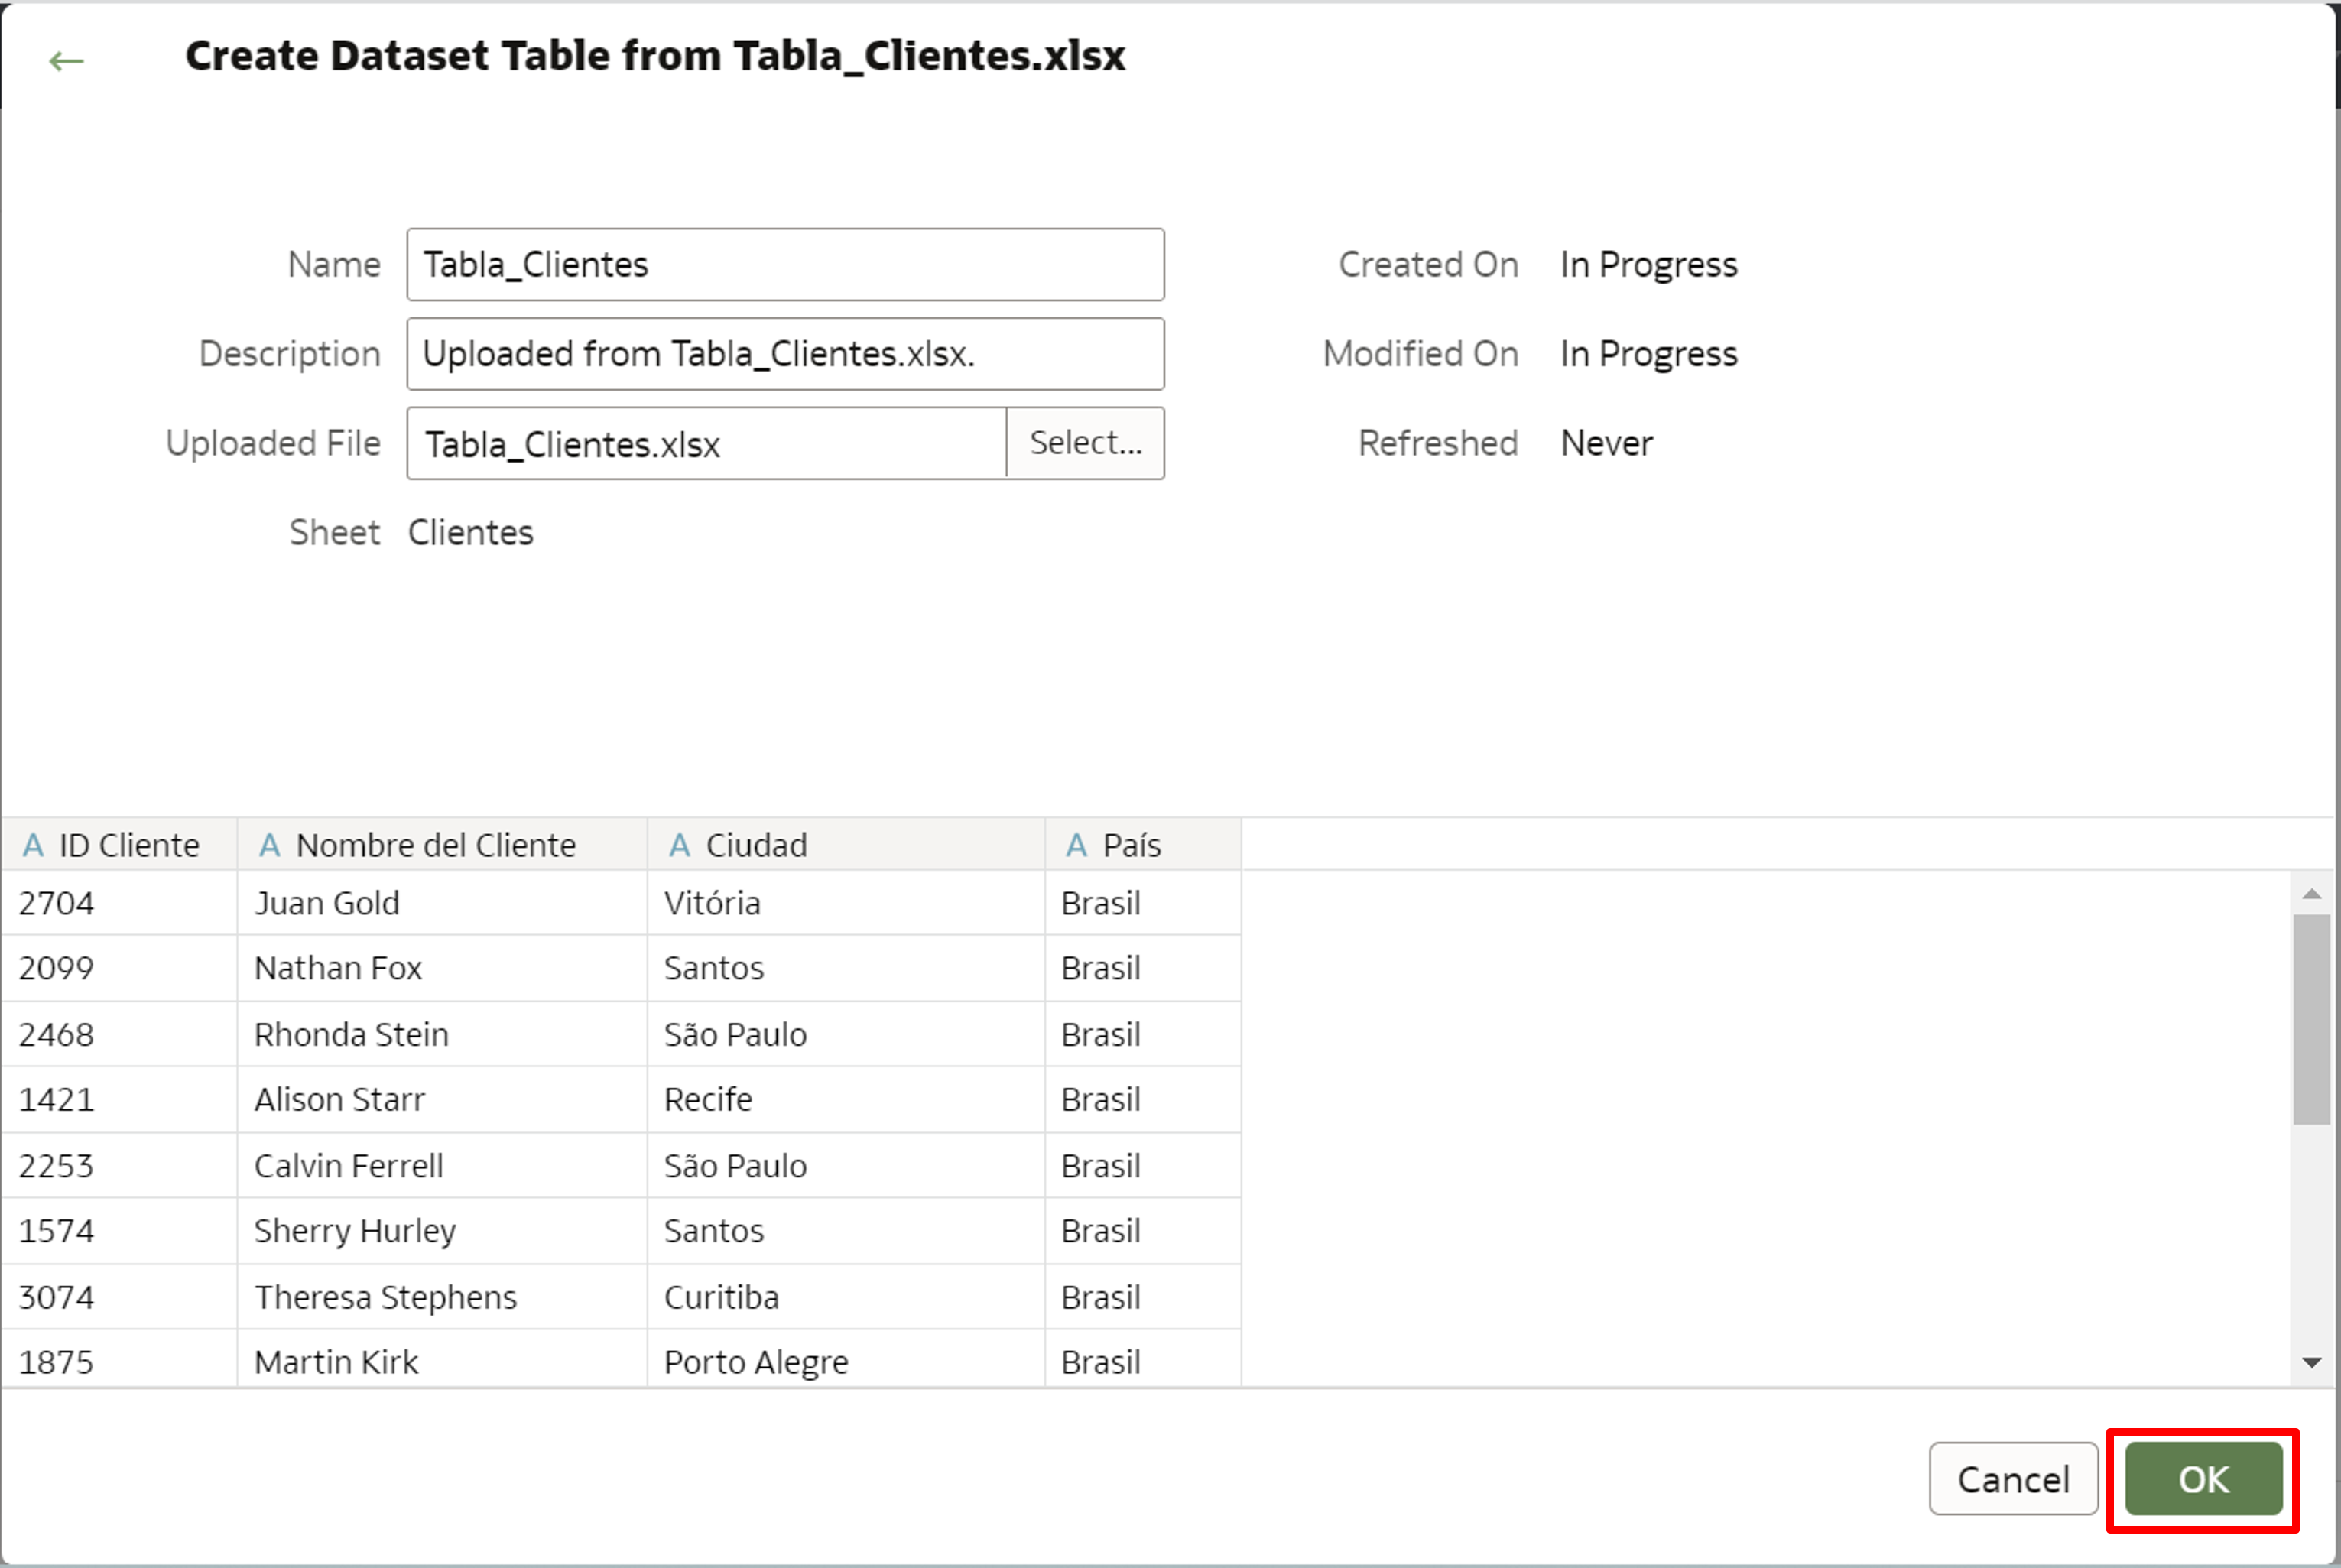 Create Dataset Table from Tabla_Clientes.xlsx
Name Tabla_Clientes Created On In Progress
Description Uploaded from Tabla_Clientes.xlsx. Modified On In Progress
Uploaded File Tabla_Clientes.xlsx Select... Refreshed Never
Sheet Clientes
A ID Cliente A Nombre del Cliente A Ciudad A País
2704 Juan Gold Vitória Brasil
2099 Nathan Fox Santos Brasil
2468 Rhonda Stein São Paulo Brasil
1421 Alison Starr Recife Brasil
2253 Calvin Ferrell São Paulo Brasil
1574 Sherry Hurley Santos Brasil
3074 Theresa Stephens Curitiba Brasil
1875 Martin Kirk Porto Alegre Brasil
Cancel OK